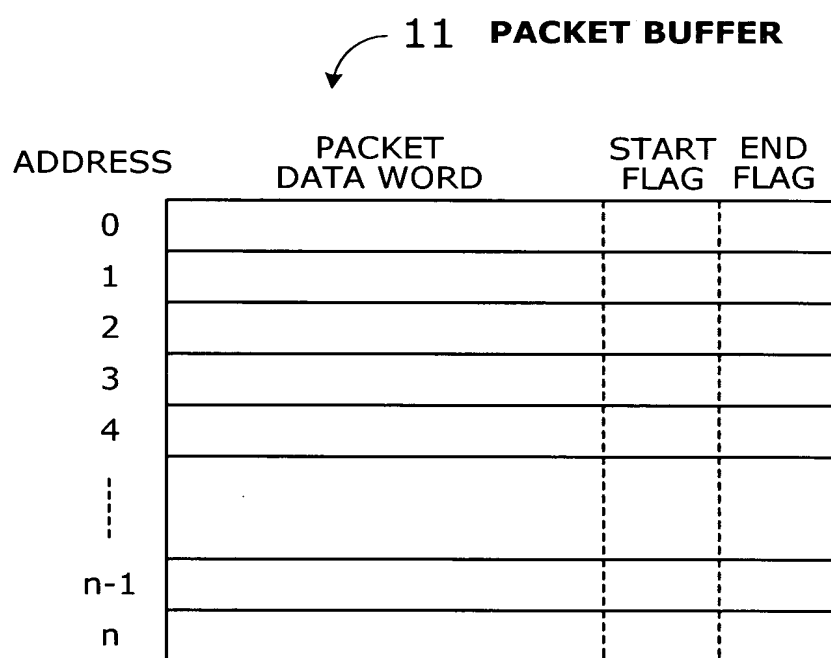 11 PACKET BUFFER
ADDRESS PACKET DATA WORD START FLAG END FLAG
0
1
2
3
4
n-1
n